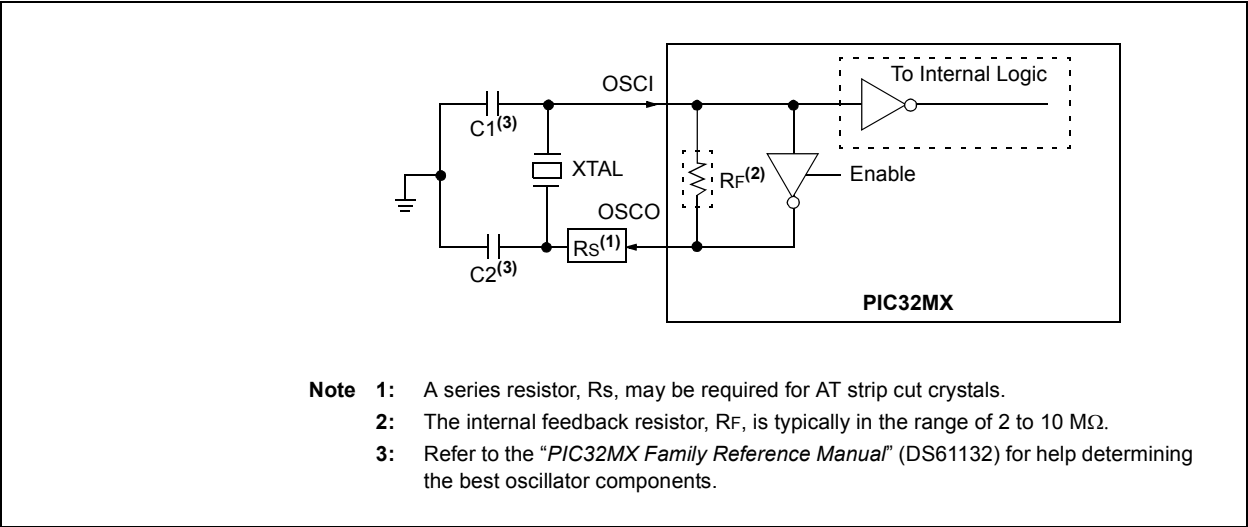 To Internal Logic
OSCI
C1(3)
XTAL
RF(2)
Enable
OSCO
RS(1)
C2(3)
PIC32MX
Note 1: A series resistor, Rs, may be required for AT strip cut crystals.
2: The internal feedback resistor, RF, is typically in the range of 2 to 10 MΩ.
3: Refer to the “PIC32MX Family Reference Manual” (DS61132) for help determining
the best oscillator components.